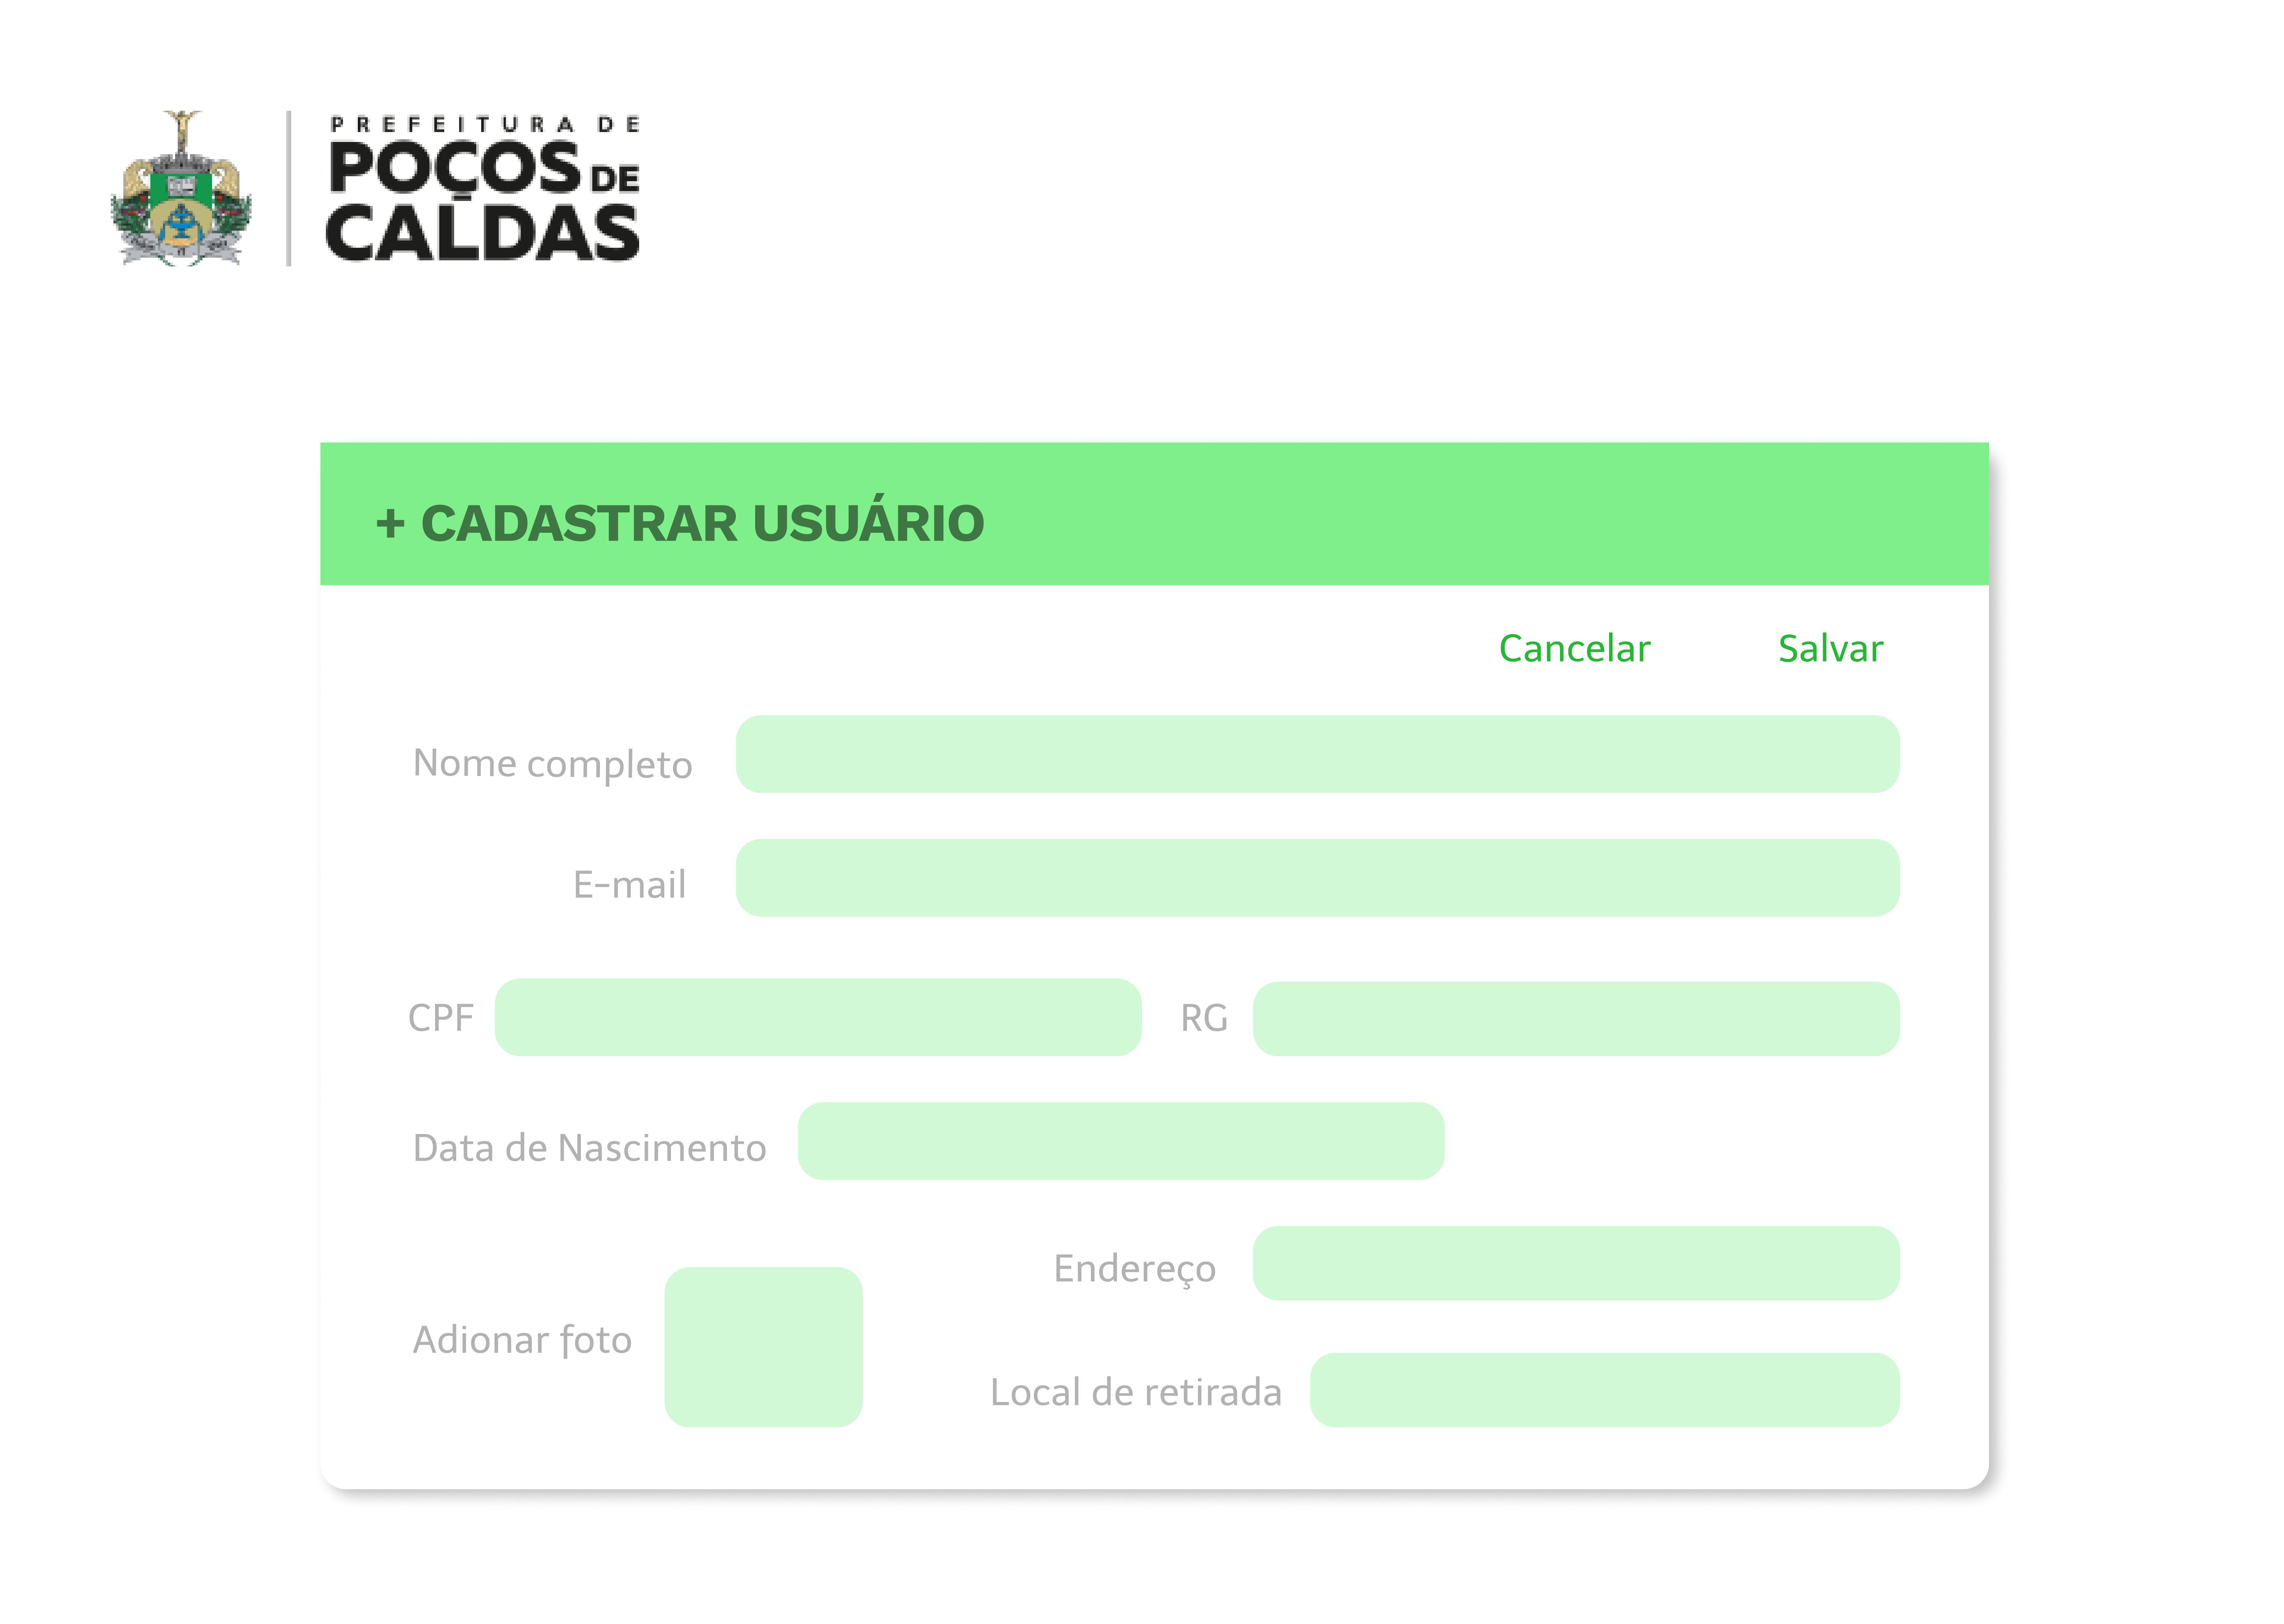 PREFEITURA DE
POÇOS DE
CALDAS
+ CADASTRAR USUÁRIO
Cancelar Salvar
Nome completo
E-mail
CPF RG
Data de Nascimento
Endereço
Adionar foto
Local de retirada